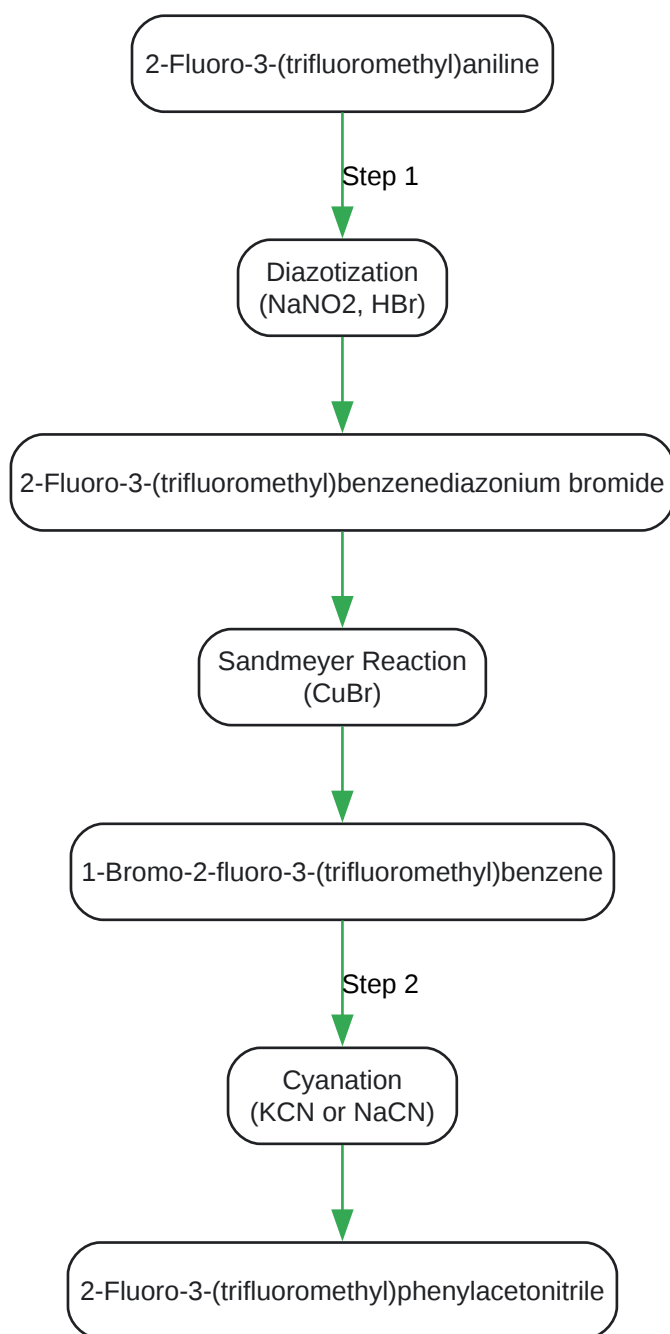 2-Fluoro-3-(trifluoromethyl)aniline
Step 1
Diazotization
(NaNO2, HBr)
2-Fluoro-3-(trifluoromethyl)benzenediazonium bromide
Sandmeyer Reaction
(CuBr)
1-Bromo-2-fluoro-3-(trifluoromethyl)benzene
Step 2
Cyanation
(KCN or NaCN)
2-Fluoro-3-(trifluoromethyl)phenylacetonitrile